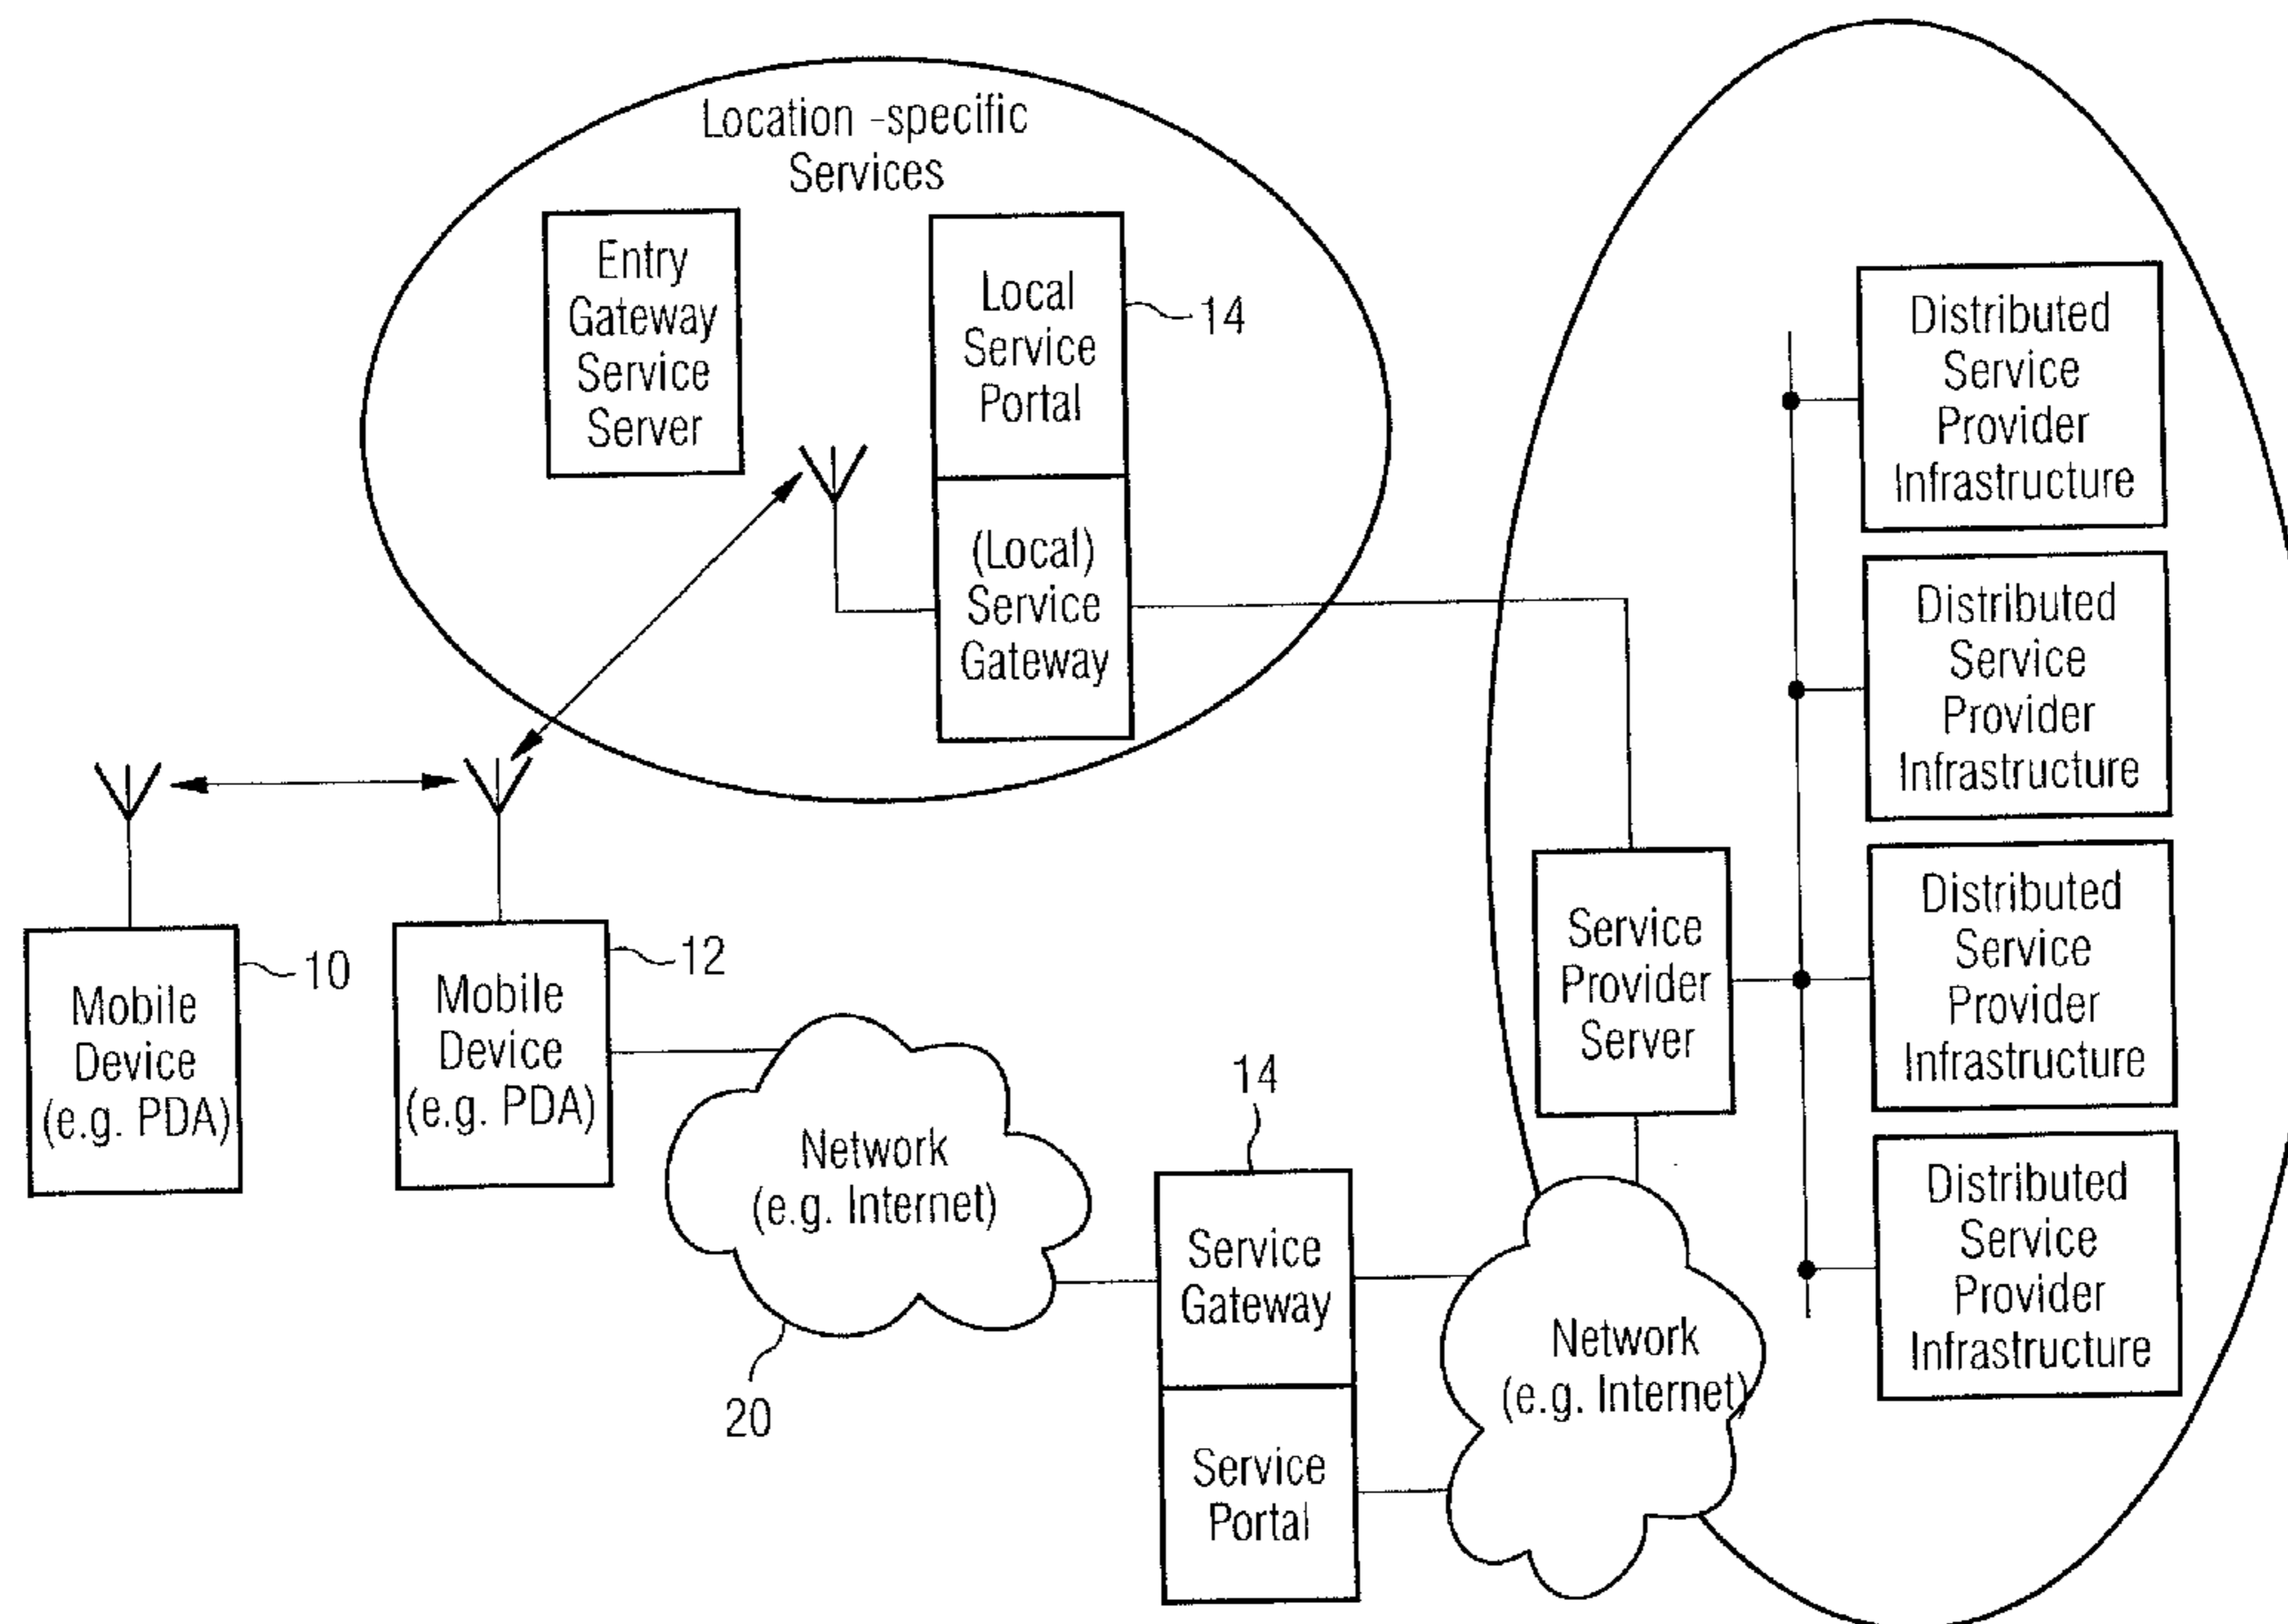 Location -specific
Services
Entry
Gateway
Service
Server
Local
Service
Portal
14
(Local)
Service
Gateway
Mobile
Device
(e.g. PDA)
10
Mobile
Device
(e.g. PDA)
12
Network
(e.g. Internet)
20
14
Service
Gateway
Service
Portal
Network
(e.g. Internet)
Service
Provider
Server
Distributed
Service
Provider
Infrastructure
Distributed
Service
Provider
Infrastructure
Distributed
Service
Provider
Infrastructure
Distributed
Service
Provider
Infrastructure